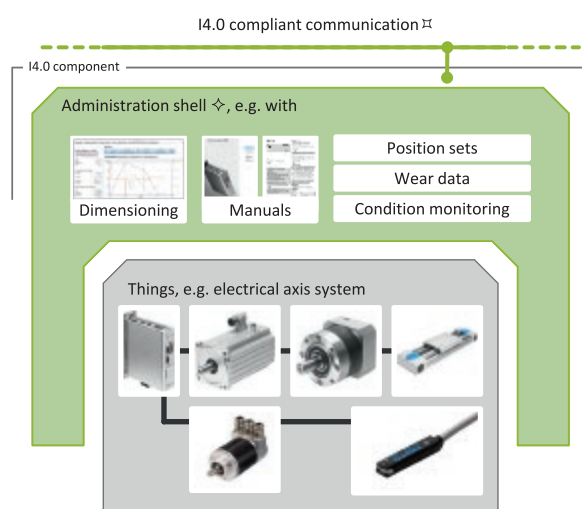 I4.0 compliant communication¤
I4.0 component
Administration shell ✧, e.g. with
Dimensioning
Manuals
Position sets
Wear data
Condition monitoring
Things, e.g. electrical axis system